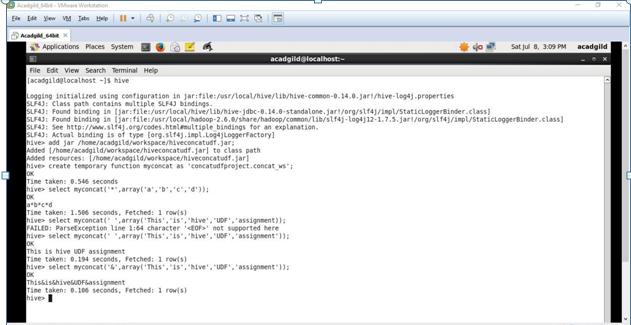 Acadgild_64bit - VMware Workstation
File Edit View VM Tabs Help
Acadgild_64bit
Applications Places System Sat Jul 8, 3:09 PM acadgild
acadgild@localhost:~
File Edit View Search Terminal Help
[acadgild@localhost ~]$ hive
Logging initialized using configuration in jar:file:/usr/local/hive/lib/hive-common-0.14.0.jar!/hive-log4j.properties
SLF4J: Class path contains multiple SLF4J bindings.
SLF4J: Found binding in [jar:file:/usr/local/hive/lib/hive-jdbc-0.14.0-standalone.jar!/org/slf4j/impl/StaticLoggerBinder.class]
SLF4J: Found binding in [jar:file:/usr/local/hadoop-2.6.0/share/hadoop/common/lib/slf4j-log4j12-1.7.5.jar!/org/slf4j/impl/StaticLoggerBinder.class]
SLF4J: See http://www.slf4j.org/codes.html#multiple_bindings for an explanation.
SLF4J: Actual binding is of type [org.slf4j.impl.Log4jLoggerFactory]
hive> add jar /home/acadgild/workspace/hiveconcatudf.jar;
Added [/home/acadgild/workspace/hiveconcatudf.jar] to class path
Added resources: [/home/acadgild/workspace/hiveconcatudf.jar]
hive> create temporary function myconcat as 'concatudfproject.concat_ws';
OK
Time taken: 0.546 seconds
hive> select myconcat('*',array('a','b','c','d'));
OK
a*b*c*d
Time taken: 1.506 seconds, Fetched: 1 row(s)
hive> select myconcat(' ',array('This','is','hive','UDF','assignment));
FAILED: ParseException line 1:64 character '<EOF>' not supported here
hive> select myconcat(' ',array('This','is','hive','UDF','assignment'));
OK
This is hive UDF assignment
Time taken: 0.194 seconds, Fetched: 1 row(s)
hive> select myconcat('&',array('This','is','hive','UDF','assignment'));
OK
This&is&hive&UDF&assignment
Time taken: 0.106 seconds, Fetched: 1 row(s)
hive>